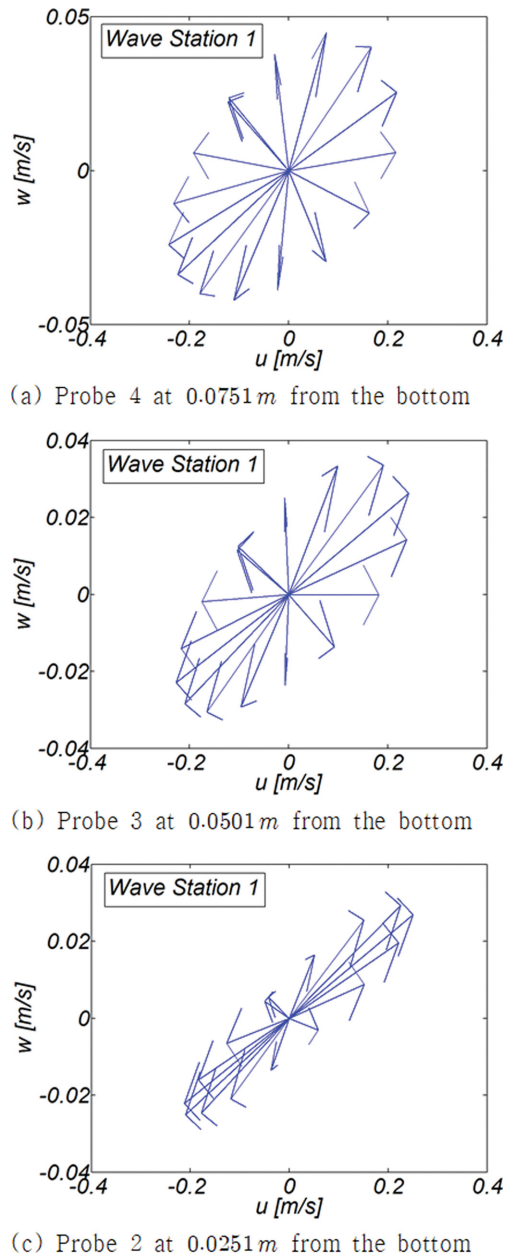 0.05
Wave Station 1
w [m/s]
0
-0.05
-0.4 -0.2 0 0.2 0.4
u [m/s]
(a) Probe 4 at 0.0751m from the bottom
0.04
Wave Station 1
0.02
w [m/s]
0
-0.02
-0.04
-0.4 -0.2 0 0.2 0.4
u [m/s]
(b) Probe 3 at 0.0501m from the bottom
0.04
Wave Station 1
0.02
w [m/s]
0
-0.02
-0.04
-0.4 -0.2 0 0.2 0.4
u [m/s]
(c) Probe 2 at 0.0251m from the bottom